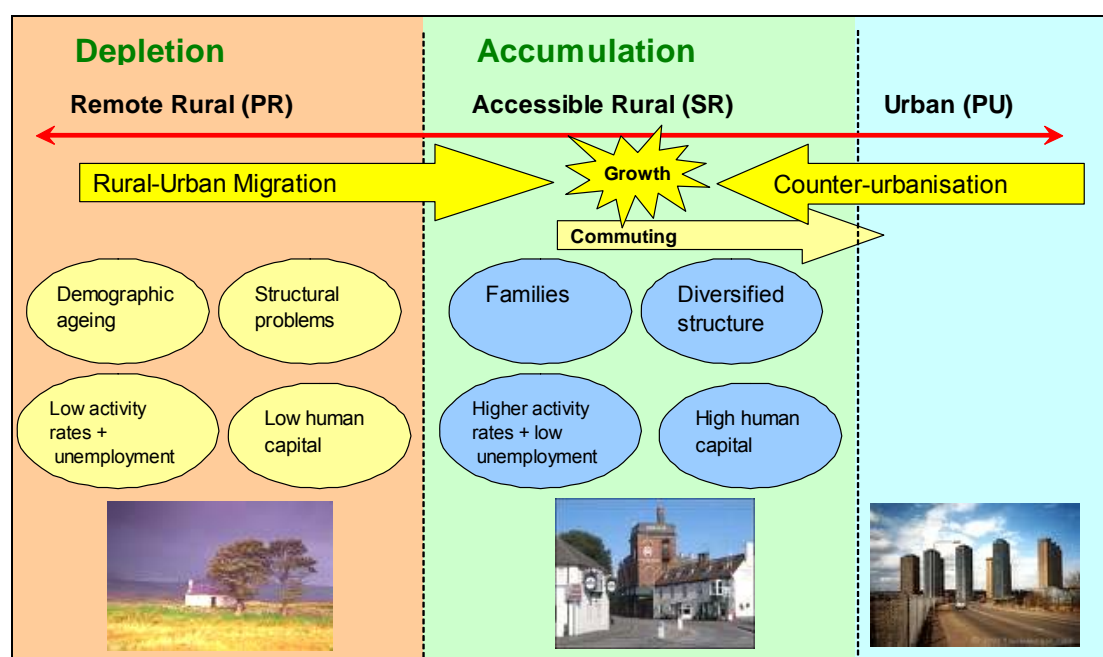 Depletion
Accumulation
Remote Rural (PR)
Accessible Rural (SR)
Urban (PU)
Rural-Urban Migration
Growth
Counter-urbanisation
Commuting
Demographic
ageing
Structural
problems
Families
Diversified
structure
Low activity
rates +
unemployment
Low human
capital
Higher activity
rates + low
unemployment
High human
capital